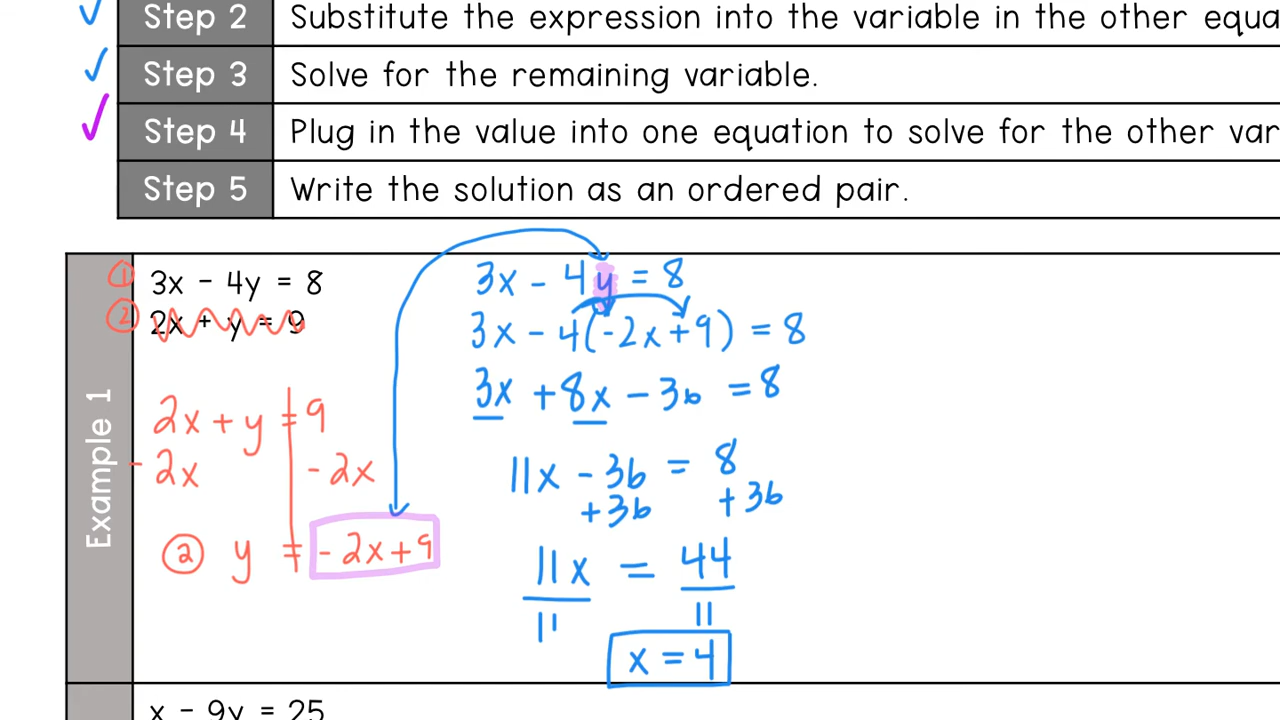 Step 2 Substitute the expression into the variable in the other equa
Step 3 Solve for the remaining variable.
Step 4 Plug in the value into one equation to solve for the other var
Step 5 Write the solution as an ordered pair.
Example 1
① 3x - 4y = 8
② 2x + y = 9
2x + y = 9
- 2x - 2x
② y = - 2x + 9
3x - 4y = 8
3x - 4(-2x + 9) = 8
3x + 8x - 36 = 8
11x - 36 = 8
+36 +36
11x = 44
11 11
x = 4
x - 9y = 25